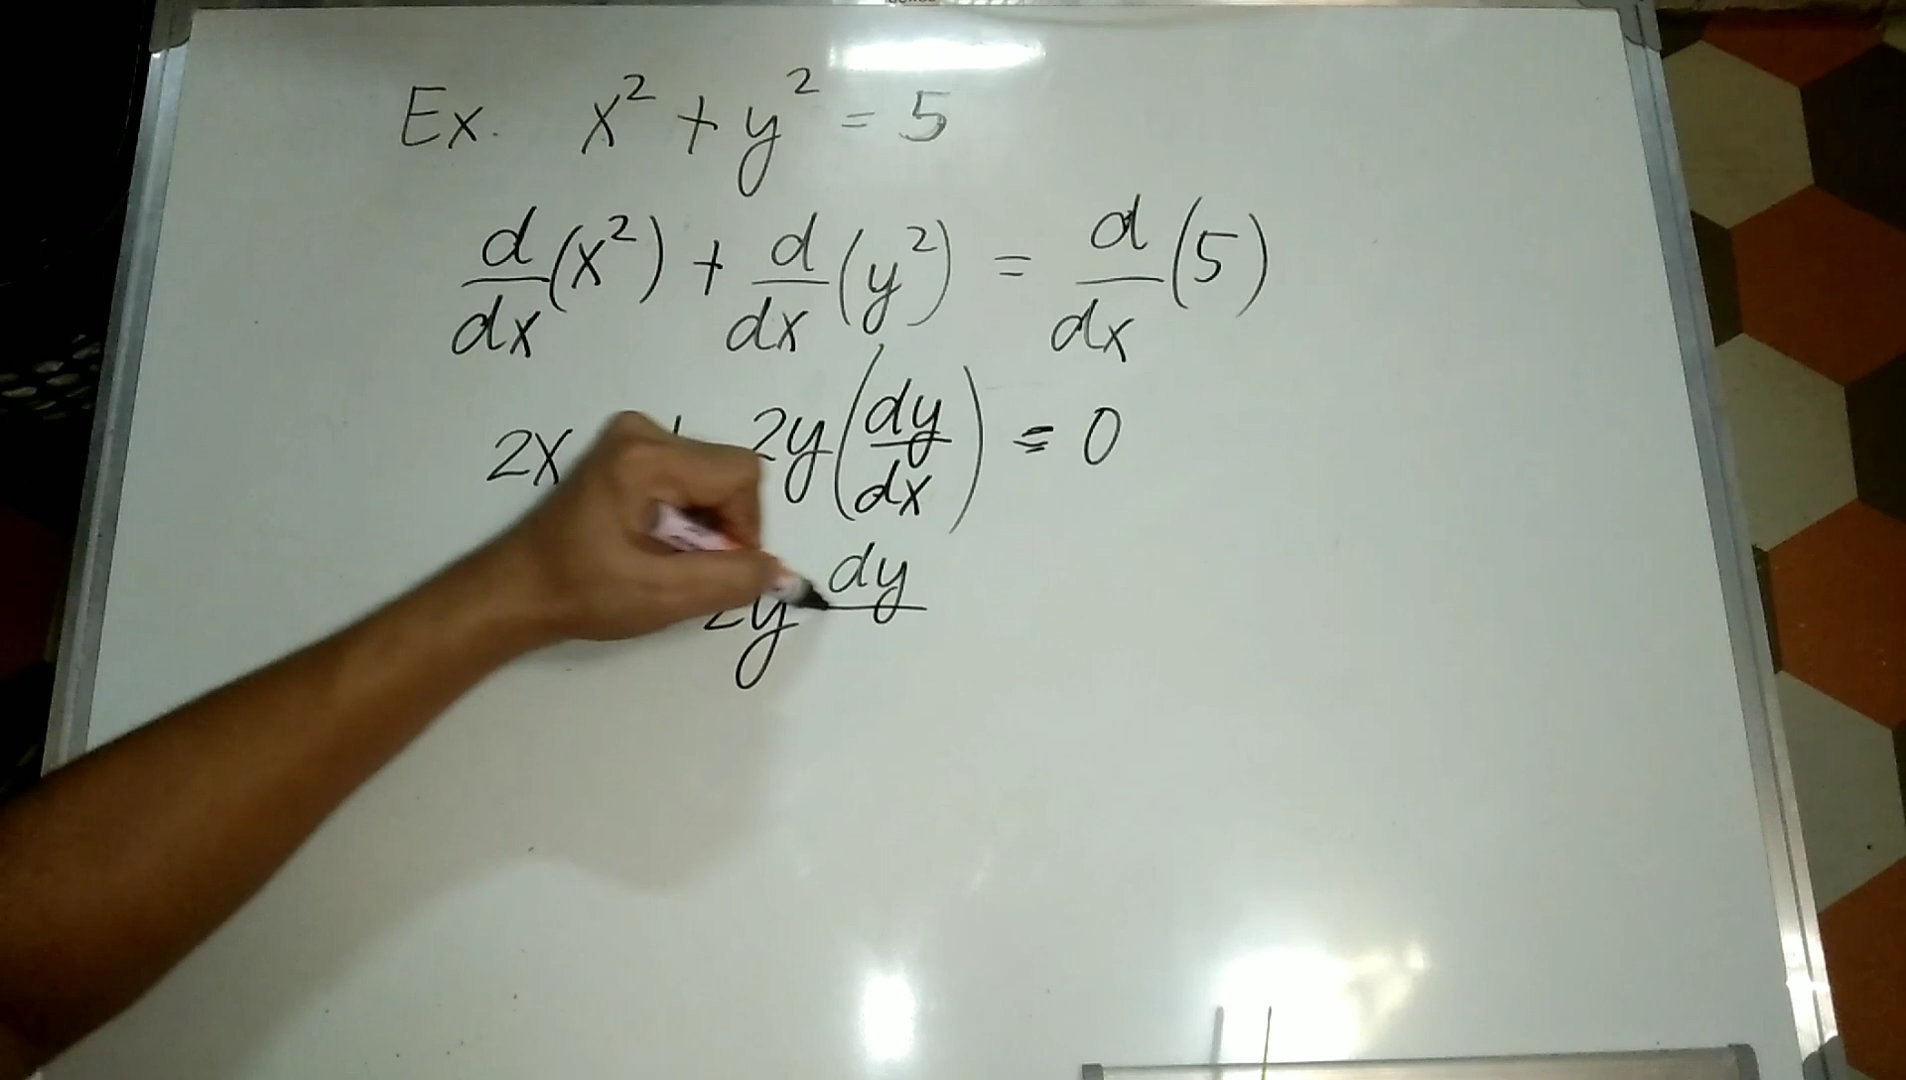 Ex. x² + y² = 5
d/dx (x²) + d/dx (y²) = d/dx (5)
2x + 2y (dy/dx) = 0
2y dy